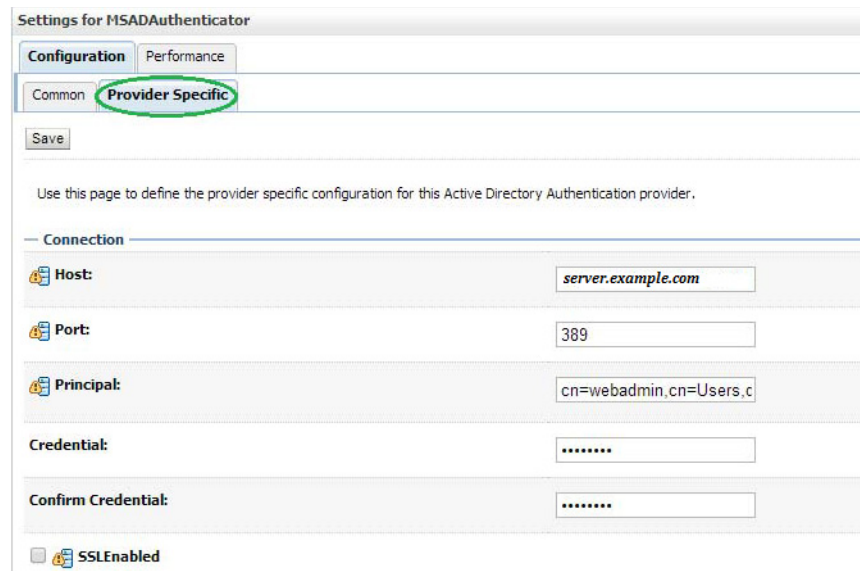 Settings for MSADAuthenticator
Configuration Performance
Common Provider Specific
Save
Use this page to define the provider specific configuration for this Active Directory Authentication provider.
Connection
Host: server.example.com
Port: 389
Principal: cn=webadmin,cn=Users,
Credential: ••••••••
Confirm Credential: ••••••••
SSLEnabled